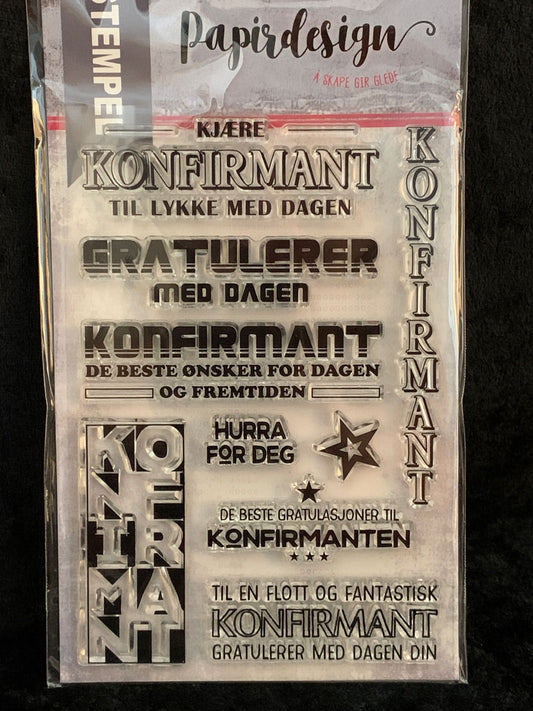 STEMPEL
Papirdesign
Å SKAPE GIR GLEDE
KJÆRE
KONFIRMANT
TIL LYKKE MED DAGEN
KONFIRMANT
GRATULERER
MED DAGEN
KONFIRMANT
DE BESTE ØNSKER FOR DAGEN
OG FREMTIDEN
KO
NF
IR
MA
NT
HURRA
FOR DEG
DE BESTE GRATULASJONER TIL
KONFIRMANTEN
TIL EN FLOTT OG FANTASTISK
KONFIRMANT
GRATULERER MED DAGEN DIN